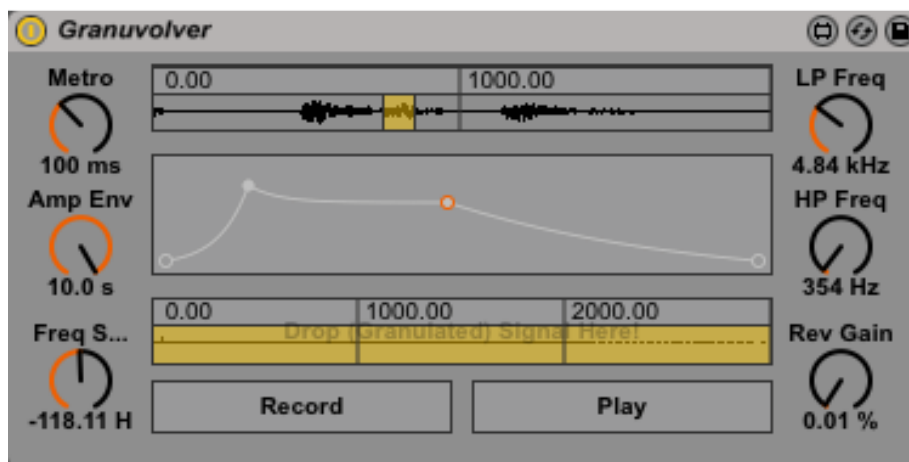 Granuvolver
Metro
100 ms
Amp Env
10.0 s
Freq S...
-118.11 H
0.00 1000.00
0.00 1000.00 2000.00
Drop (Granulated) Signal Here!
Record Play
LP Freq
4.84 kHz
HP Freq
354 Hz
Rev Gain
0.01 %